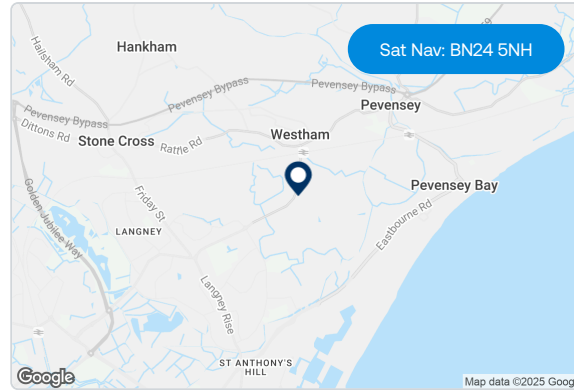 Sat Nav: BN24 5NH
Hankham
Hailsham Rd
Pevensey Bypass
Pevensey Bypass
Pevensey
Pevensey Bypass
Dittons Rd
Westham
Stone Cross
Rattle Rd
Pevensey Bay
Friday St
Golden Jubilee Way
LANGNEY
Eastbourne Rd
Langney Rise
ST ANTHONY'S
HILL
Google
Map data ©2025 Goog